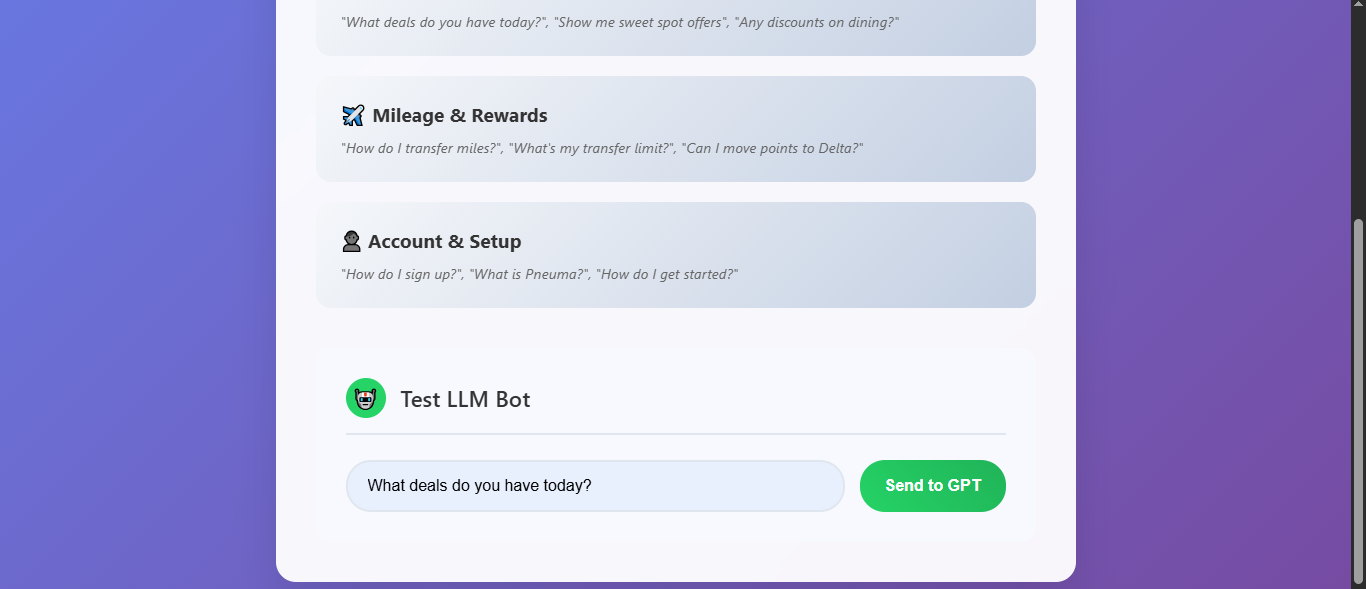 "What deals do you have today?", "Show me sweet spot offers", "Any discounts on dining?"
Mileage & Rewards
"How do I transfer miles?", "What's my transfer limit?", "Can I move points to Delta?"
Account & Setup
"How do I sign up?", "What is Pneuma?", "How do I get started?"
Test LLM Bot
What deals do you have today?
Send to GPT